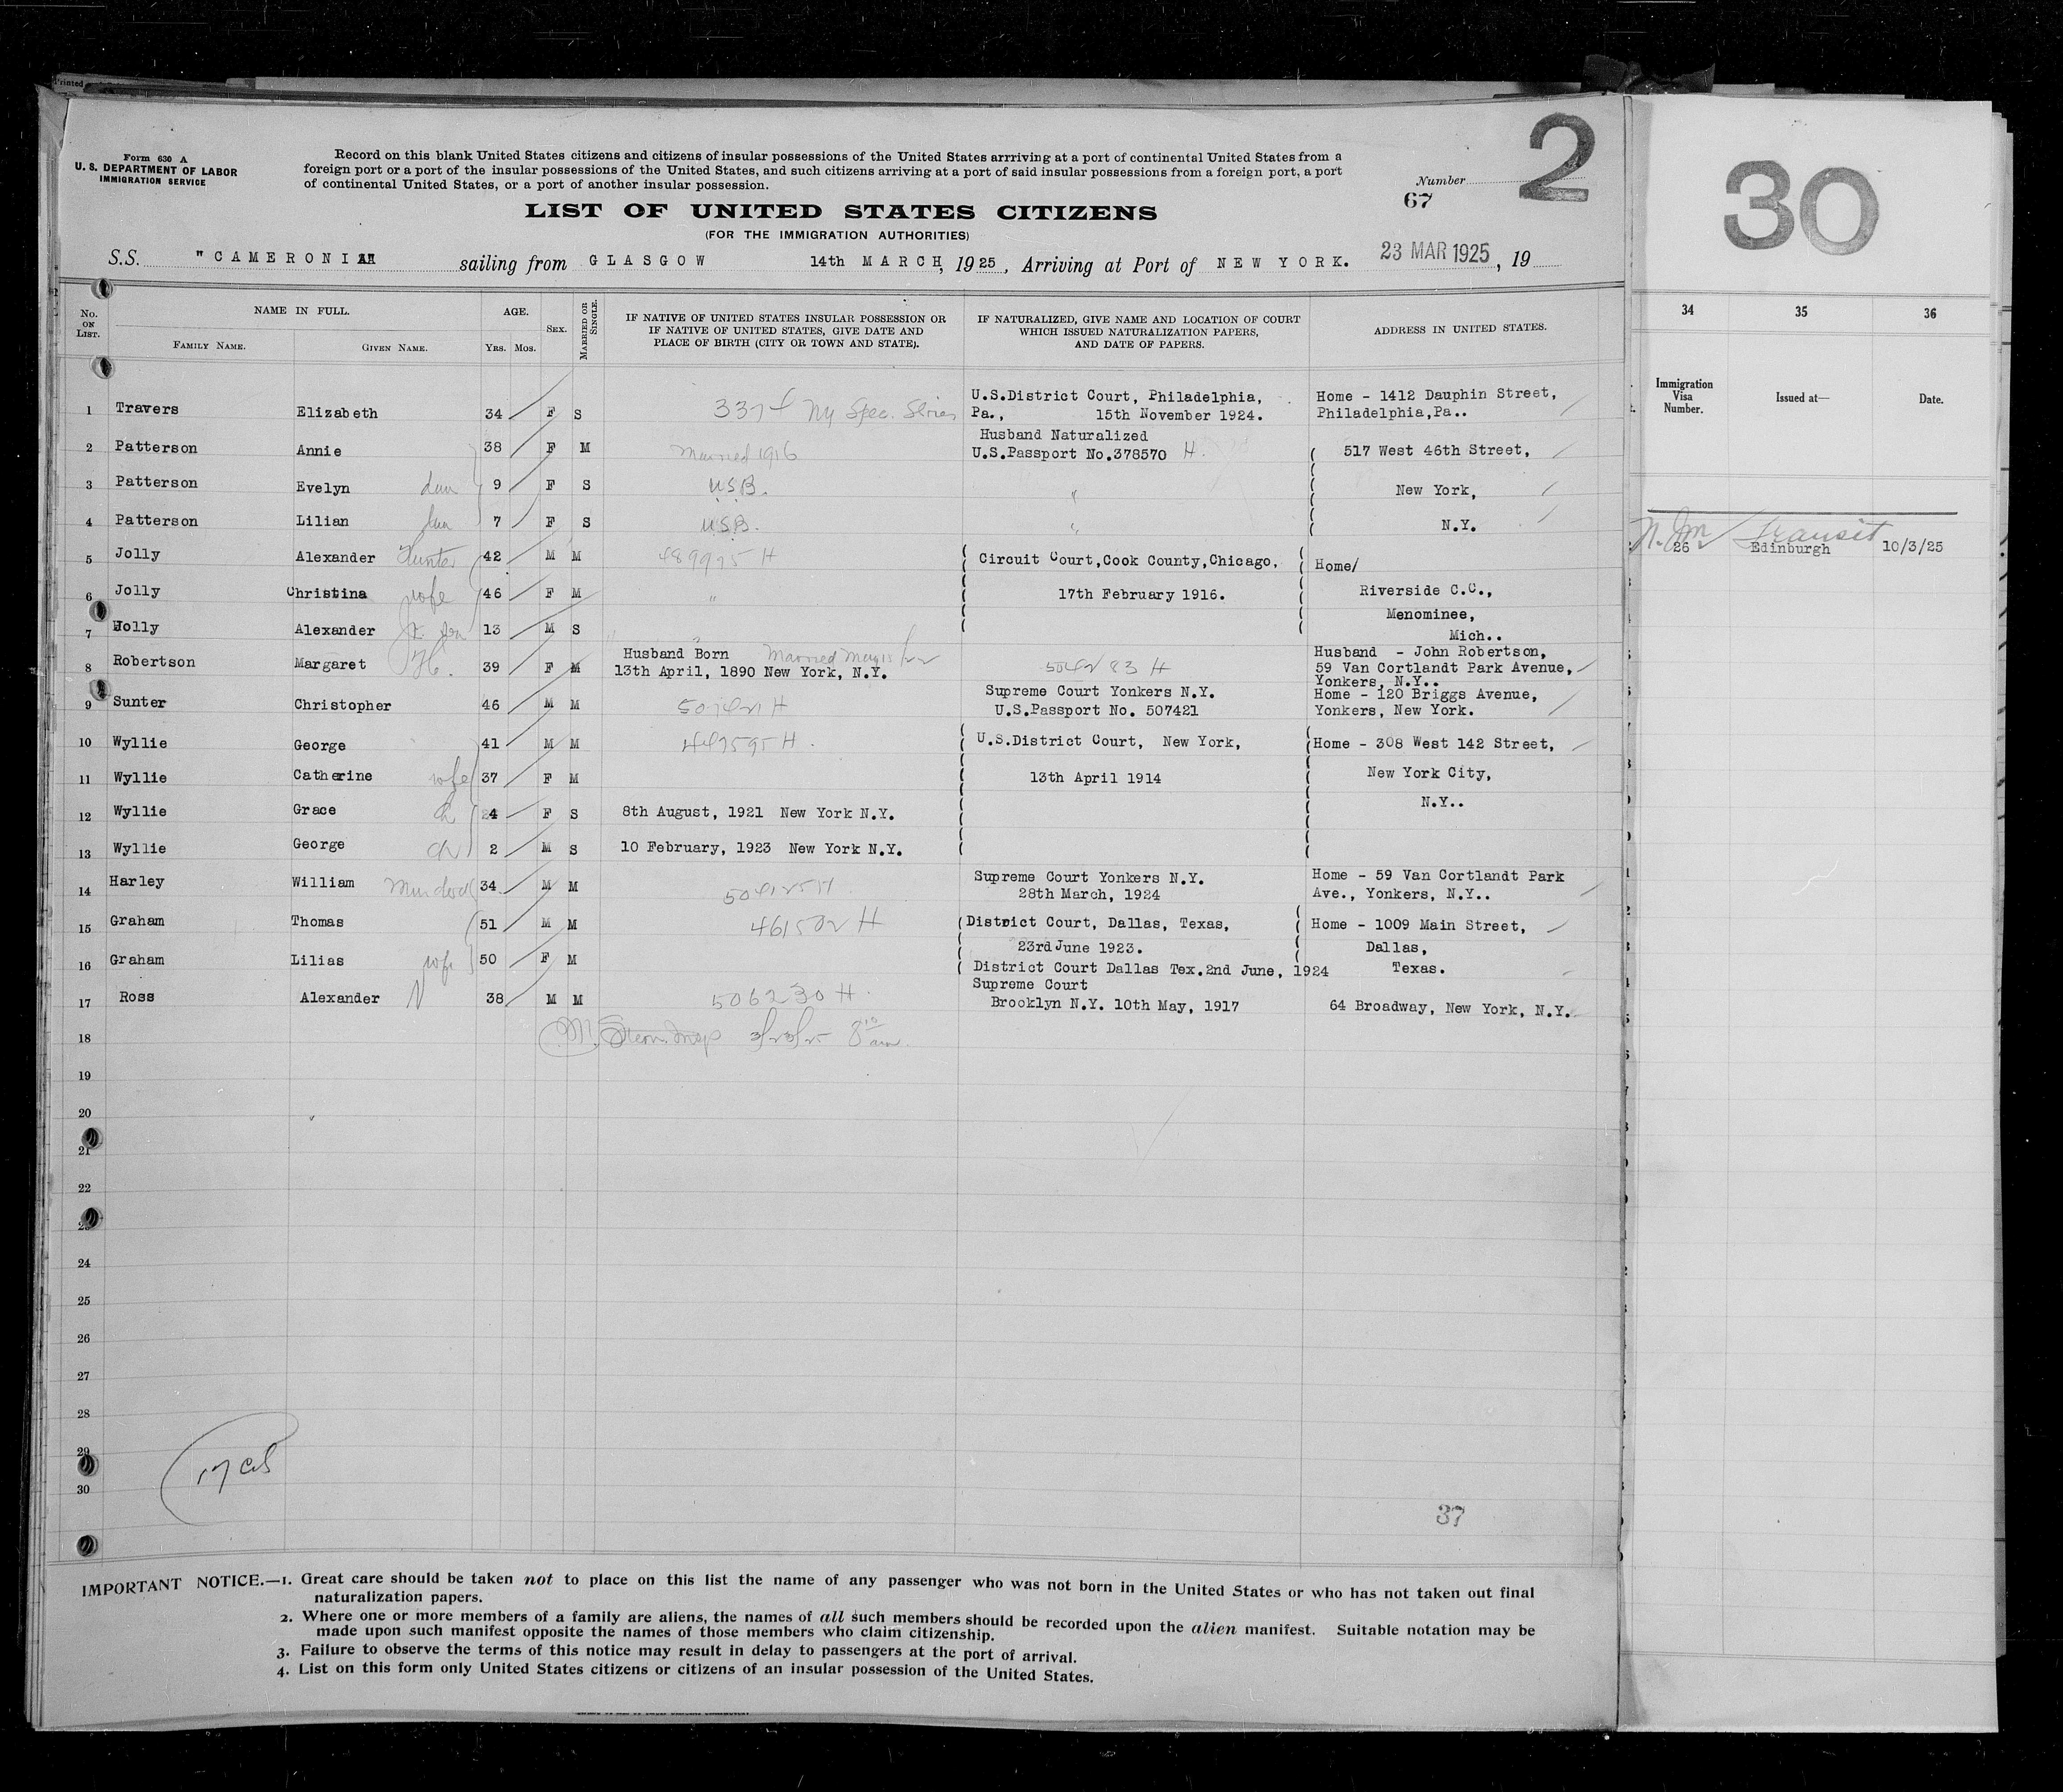 Printed
Form 630 A
U. S. DEPARTMENT OF LABOR
IMMIGRATION SERVICE
Record on this blank United States citizens and citizens of insular possessions of the United States arrriving at a port of continental United States from a
foreign port or a port of the insular possessions of the United States, and such citizens arriving at a port of said insular possessions from a foreign port, a port
of continental United States, or a port of another insular possession.
Number 2
67
LIST OF UNITED STATES CITIZENS
(FOR THE IMMIGRATION AUTHORITIES)
S.S. "CAMERONIA" sailing from GLASGOW 14th MARCH, 1925, Arriving at Port of NEW YORK. 23 MAR 1925, 19
No. ON LIST. NAME IN FULL. FAMILY NAME. GIVEN NAME. AGE. YRS. MOS. SEX. MARRIED OR SINGLE. IF NATIVE OF UNITED STATES INSULAR POSSESSION OR IF NATIVE OF UNITED STATES, GIVE DATE AND PLACE OF BIRTH (CITY OR TOWN AND STATE). IF NATURALIZED, GIVE NAME AND LOCATION OF COURT WHICH ISSUED NATURALIZATION PAPERS, AND DATE OF PAPERS. ADDRESS IN UNITED STATES.
U.S.District Court, Philadelphia, Home - 1412 Dauphin Street,
1 Travers Elizabeth 34 F S NY Spec. Pa., 15th November 1924. Philadelphia,Pa..
Husband Naturalized
2 Patterson Annie 38 F M Married 1916 U.S.Passport No.378570 H. 517 West 46th Street,
3 Patterson Evelyn dau 9 F S U.S.B. " New York,
4 Patterson Lilian dau 7 F S U.S.B. " N.Y.
5 Jolly Alexander Hunter 42 M M 489995 H Circuit Court,Cook County,Chicago, Home/
6 Jolly Christina wife 46 F M " 17th February 1916. Riverside C.C.,
Menominee,
7 Holly Alexander son 13 M S Mich..
Husband Born Married Husband - John Robertson,
8 Robertson Margaret 39 F M 13th April, 1890 New York, N.Y. 504283 H 59 Van Cortlandt Park Avenue,
Yonkers, N.Y..
Supreme Court Yonkers N.Y. Home - 120 Briggs Avenue,
9 Sunter Christopher 46 M M 507421 H U.S.Passport No. 507421 Yonkers, New York.
10 Wyllie George 41 M M 447595 H. U.S.District Court, New York, Home - 308 West 142 Street,
11 Wyllie Catherine wife 37 F M 13th April 1914 New York City,
N.Y..
12 Wyllie Grace ch 4 F S 8th August, 1921 New York N.Y.
13 Wyllie George ch 2 M S 10 February, 1923 New York N.Y.
Supreme Court Yonkers N.Y. Home - 59 Van Cortlandt Park
14 Harley William Murdoch 34 M M 28th March, 1924 Ave., Yonkers, N.Y..
15 Graham Thomas 51 M M 461502 H District Court, Dallas, Texas, Home - 1009 Main Street,
23rd June 1923. Dallas,
16 Graham Lilias wife 50 F M District Court Dallas Tex.2nd June, 1924 Texas.
Supreme Court
17 Ross Alexander 38 M M 506230 H. Brooklyn N.Y. 10th May, 1917 64 Broadway, New York, N.Y.
18 M. Stern. Insp 3/23/25 8 am.
19
20
21
22
23
24
25
26
27
28
29
30
37
IMPORTANT NOTICE.—1. Great care should be taken not to place on this list the name of any passenger who was not born in the United States or who has not taken out final
naturalization papers.
2. Where one or more members of a family are aliens, the names of all such members should be recorded upon the alien manifest. Suitable notation may be
made upon such manifest opposite the names of those members who claim citizenship.
3. Failure to observe the terms of this notice may result in delay to passengers at the port of arrival.
4. List on this form only United States citizens or citizens of an insular possession of the United States.
30
34 35 36
Immigration Visa Number. Issued at— Date.
Transit
26 Edinburgh 10/3/25